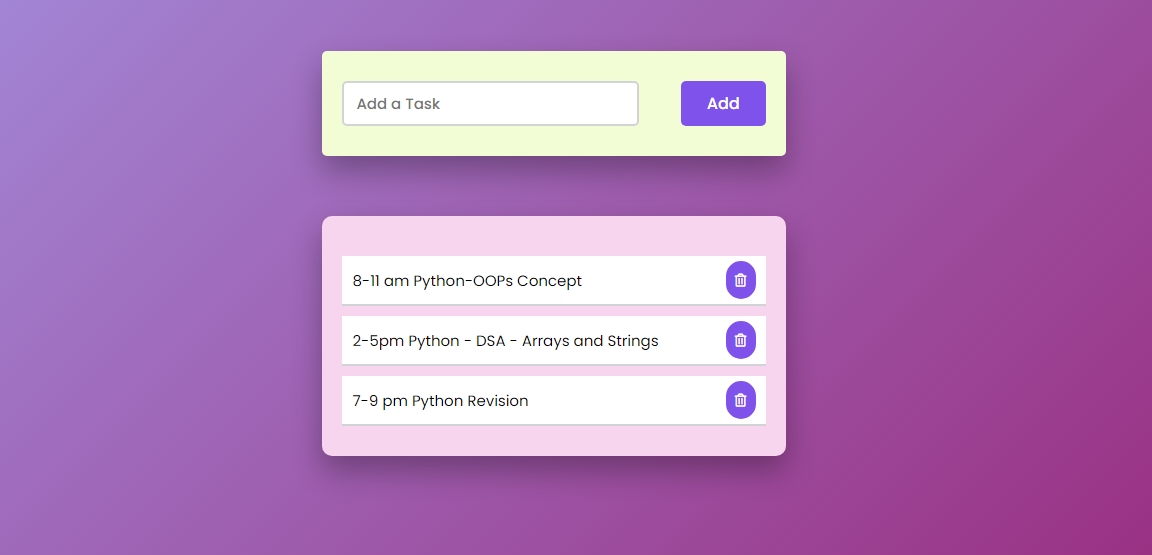 Add a Task
Add
8-11 am Python-OOPs Concept
2-5pm Python - DSA - Arrays and Strings
7-9 pm Python Revision